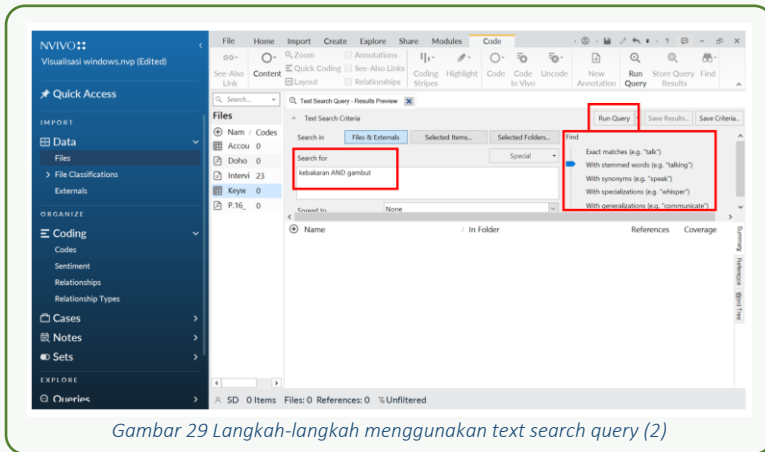 NVIVO
Visualisasi windows.nvp (Edited)
Quick Access
IMPORT
Data
Files
File Classifications
Externals
ORGANIZE
Coding
Codes
Sentiment
Relationships
Relationship Types
Cases
Notes
Sets
EXPLORE
Queries
File Home Import Create Explore Share Modules Code
See-Also Link
Content
Zoom
Quick Coding
Layout
Annotations
See-Also Links
Relationships
Coding Stripes
Highlight
Code
Code In Vivo
Uncode
New Annotation
Run Query
Store Query Results
Find
Search...
Files
Nam / Codes
Accou 0
Doho 0
Intervi 23
Keyw 0
P.16_ 0
Text Search Query - Results Preview
Text Search Criteria
Run Query
Save Results...
Save Criteria...
Search in
Files & Externals
Selected Items...
Selected Folders...
Search for
Special
kebakaran AND gambut
Spread to
None
Find
Exact matches (e.g. "talk")
With stemmed words (e.g. "talking")
With synonyms (e.g. "speak")
With specializations (e.g. "whisper")
With generalizations (e.g. "communicate")
Name / In Folder References Coverage
Summary
Reference
Word Tree
SD 0 Items Files: 0 References: 0 Unfiltered
Gambar 29 Langkah-langkah menggunakan text search query (2)